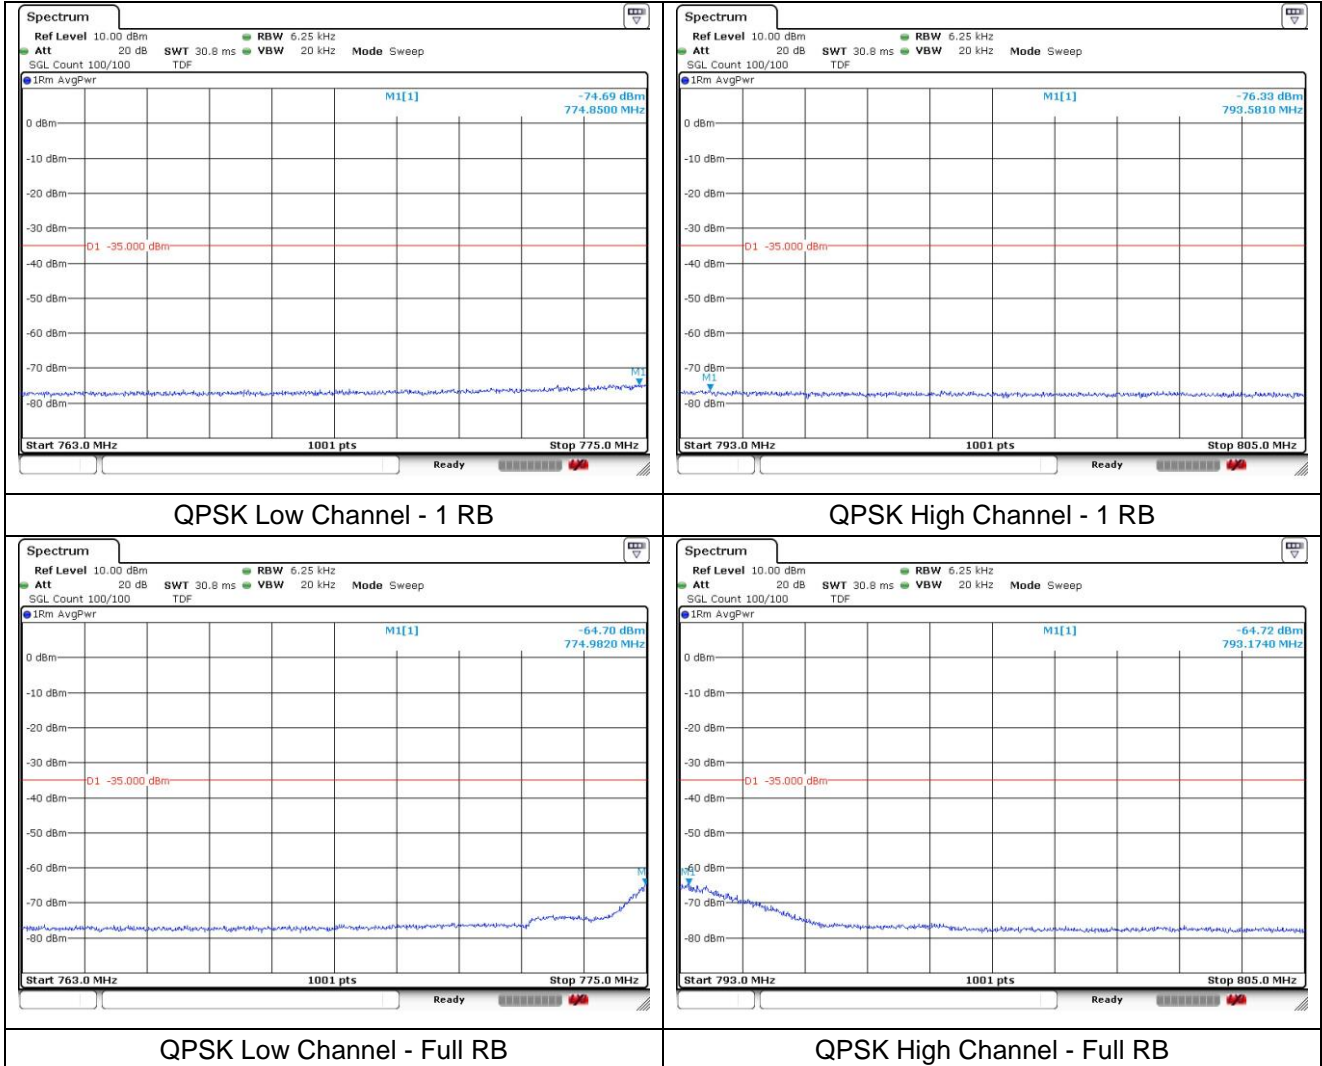 Spectrum
Ref Level 10.00 dBm RBW 6.25 kHz
Att 20 dB SWT 30.8 ms VBW 20 kHz Mode Sweep
SGL Count 100/100 TDF
1Rm AvgPwr
M1[1] -74.69 dBm
774.8500 MHz
0 dBm
-10 dBm
-20 dBm
-30 dBm
D1 -35.000 dBm
-40 dBm
-50 dBm
-60 dBm
-70 dBm
M1
-80 dBm
Start 763.0 MHz 1001 pts Stop 775.0 MHz
Ready
QPSK Low Channel - 1 RB
Spectrum
Ref Level 10.00 dBm RBW 6.25 kHz
Att 20 dB SWT 30.8 ms VBW 20 kHz Mode Sweep
SGL Count 100/100 TDF
1Rm AvgPwr
M1[1] -76.33 dBm
793.5810 MHz
0 dBm
-10 dBm
-20 dBm
-30 dBm
D1 -35.000 dBm
-40 dBm
-50 dBm
-60 dBm
-70 dBm
M1
-80 dBm
Start 793.0 MHz 1001 pts Stop 805.0 MHz
Ready
QPSK High Channel - 1 RB
Spectrum
Ref Level 10.00 dBm RBW 6.25 kHz
Att 20 dB SWT 30.8 ms VBW 20 kHz Mode Sweep
SGL Count 100/100 TDF
1Rm AvgPwr
M1[1] -64.70 dBm
774.9820 MHz
0 dBm
-10 dBm
-20 dBm
-30 dBm
D1 -35.000 dBm
-40 dBm
-50 dBm
-60 dBm
M
-70 dBm
-80 dBm
Start 763.0 MHz 1001 pts Stop 775.0 MHz
Ready
QPSK Low Channel - Full RB
Spectrum
Ref Level 10.00 dBm RBW 6.25 kHz
Att 20 dB SWT 30.8 ms VBW 20 kHz Mode Sweep
SGL Count 100/100 TDF
1Rm AvgPwr
M1[1] -64.72 dBm
793.1740 MHz
0 dBm
-10 dBm
-20 dBm
-30 dBm
D1 -35.000 dBm
-40 dBm
-50 dBm
-60 dBm
M1
-70 dBm
-80 dBm
Start 793.0 MHz 1001 pts Stop 805.0 MHz
Ready
QPSK High Channel - Full RB